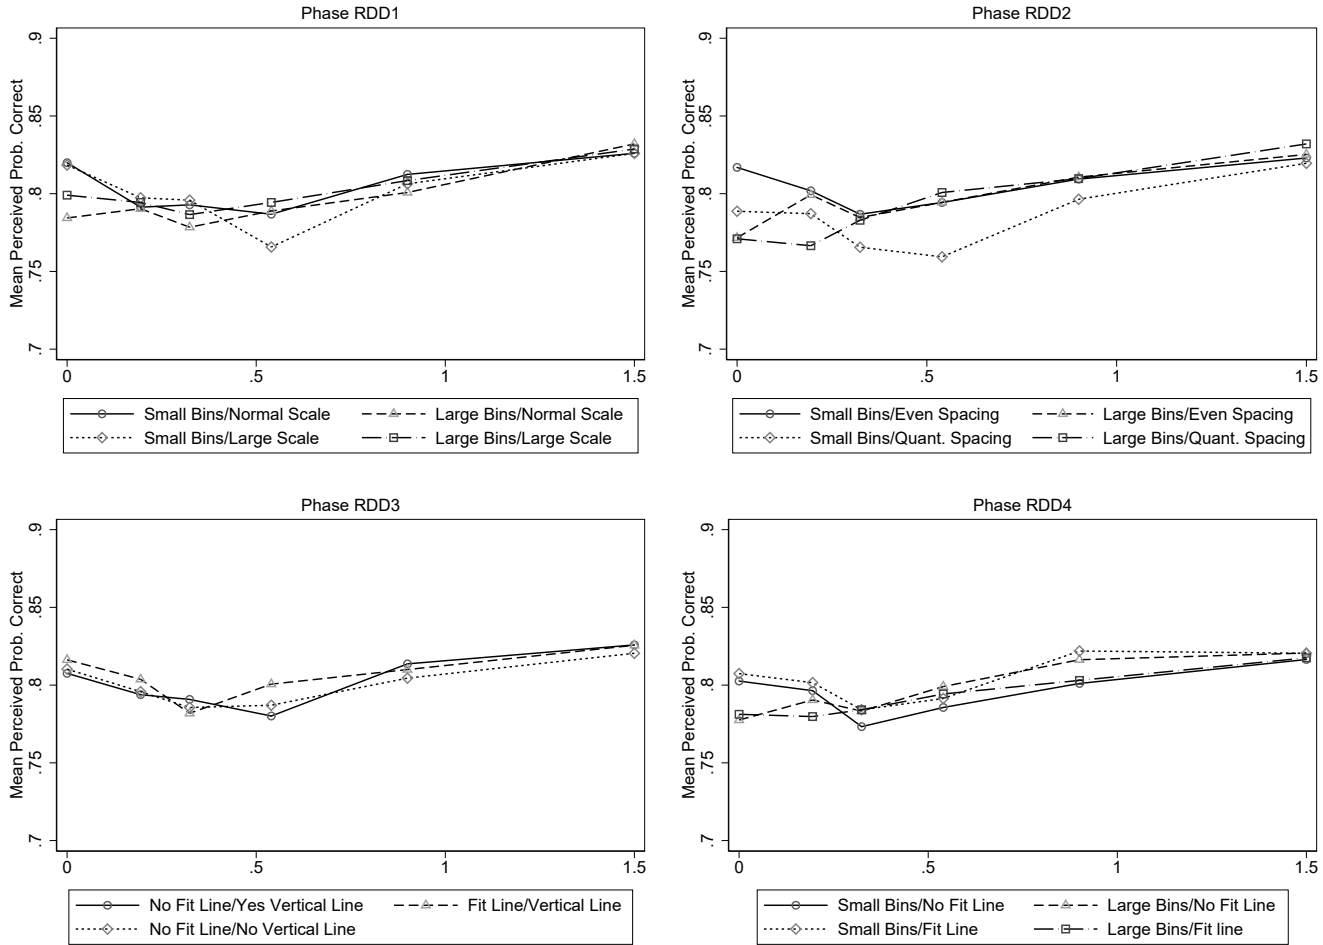 Phase RDD1
Mean Perceived Prob. Correct
.9
.85
.8
.75
.7
0 .5 1 1.5
Small Bins/Normal Scale Large Bins/Normal Scale
Small Bins/Large Scale Large Bins/Large Scale
Phase RDD2
Mean Perceived Prob. Correct
.9
.85
.8
.75
.7
0 .5 1 1.5
Small Bins/Even Spacing Large Bins/Even Spacing
Small Bins/Quant. Spacing Large Bins/Quant. Spacing
Phase RDD3
Mean Perceived Prob. Correct
.9
.85
.8
.75
.7
0 .5 1 1.5
No Fit Line/Yes Vertical Line Fit Line/Vertical Line
No Fit Line/No Vertical Line
Phase RDD4
Mean Perceived Prob. Correct
.9
.85
.8
.75
.7
0 .5 1 1.5
Small Bins/No Fit Line Large Bins/No Fit Line
Small Bins/Fit Line Large Bins/Fit line